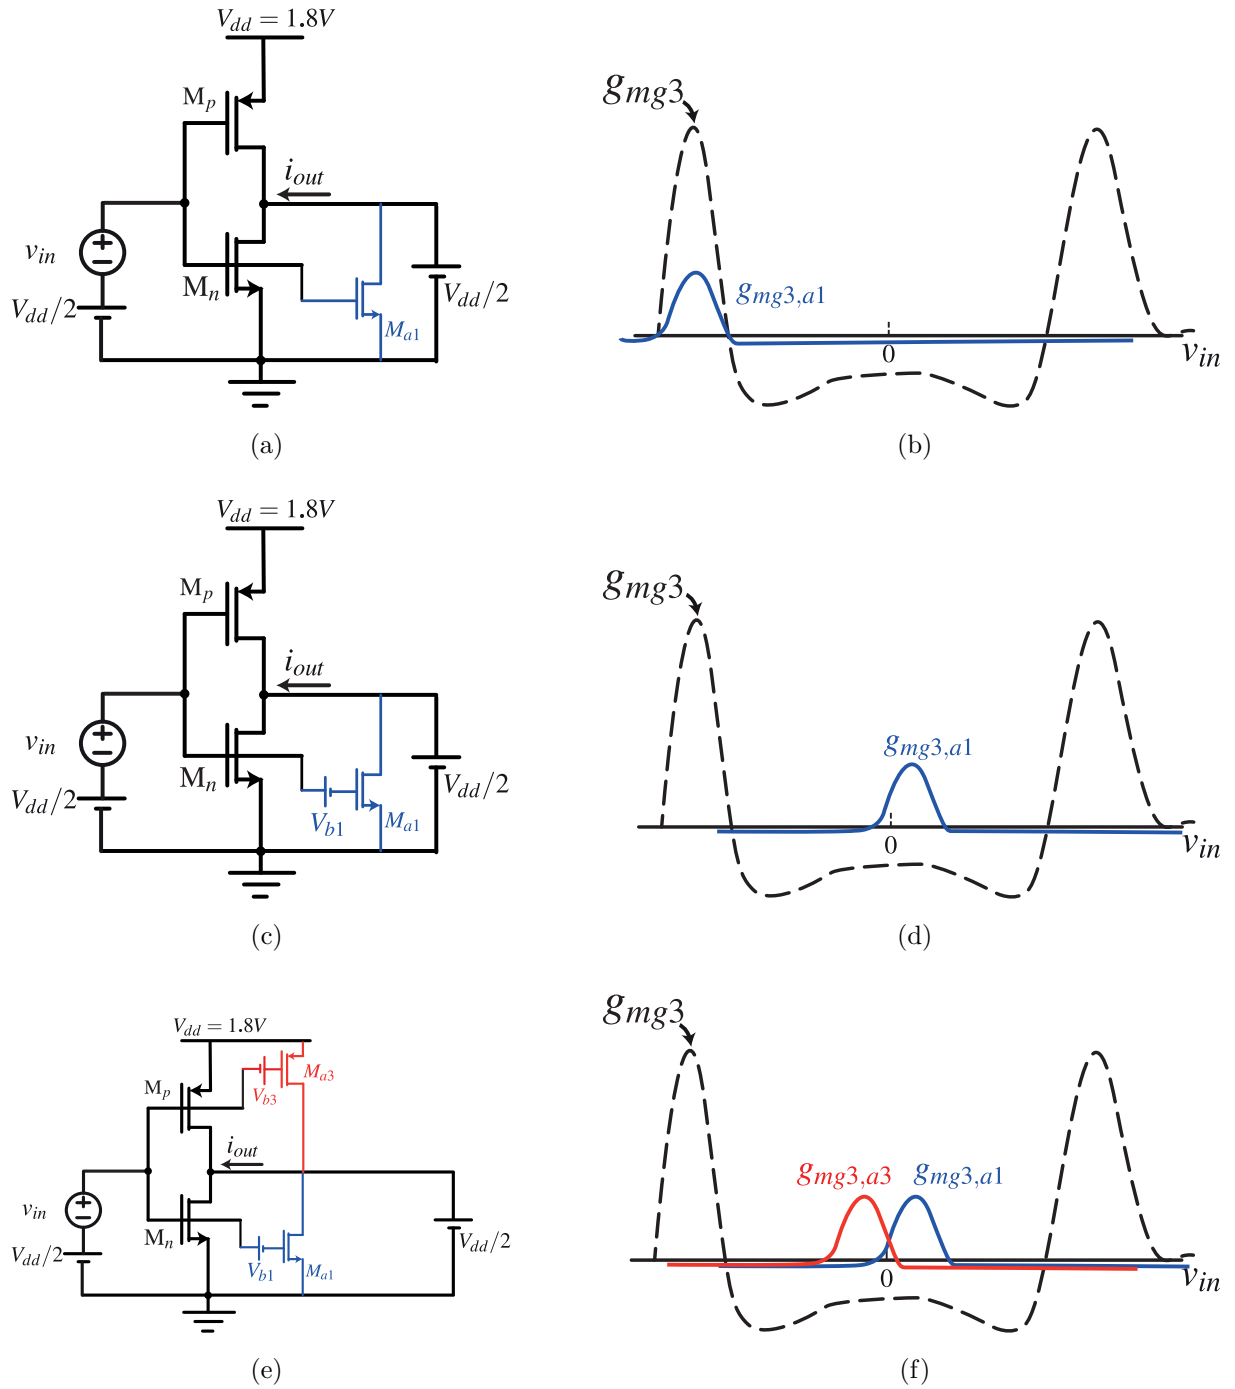 V_dd = 1.8V
M_p
i_out
v_in
M_n
V_dd/2
V_dd/2
M_a1
(a)
g_mg3
g_mg3,a1
0
v_in
(b)
V_dd = 1.8V
M_p
i_out
v_in
M_n
V_dd/2
V_dd/2
V_b1
M_a1
(c)
g_mg3
g_mg3,a1
0
v_in
(d)
V_dd = 1.8V
M_p
M_a3
V_b3
i_out
v_in
M_n
V_dd/2
V_dd/2
V_b1
M_a1
(e)
g_mg3
g_mg3,a3 g_mg3,a1
0
v_in
(f)